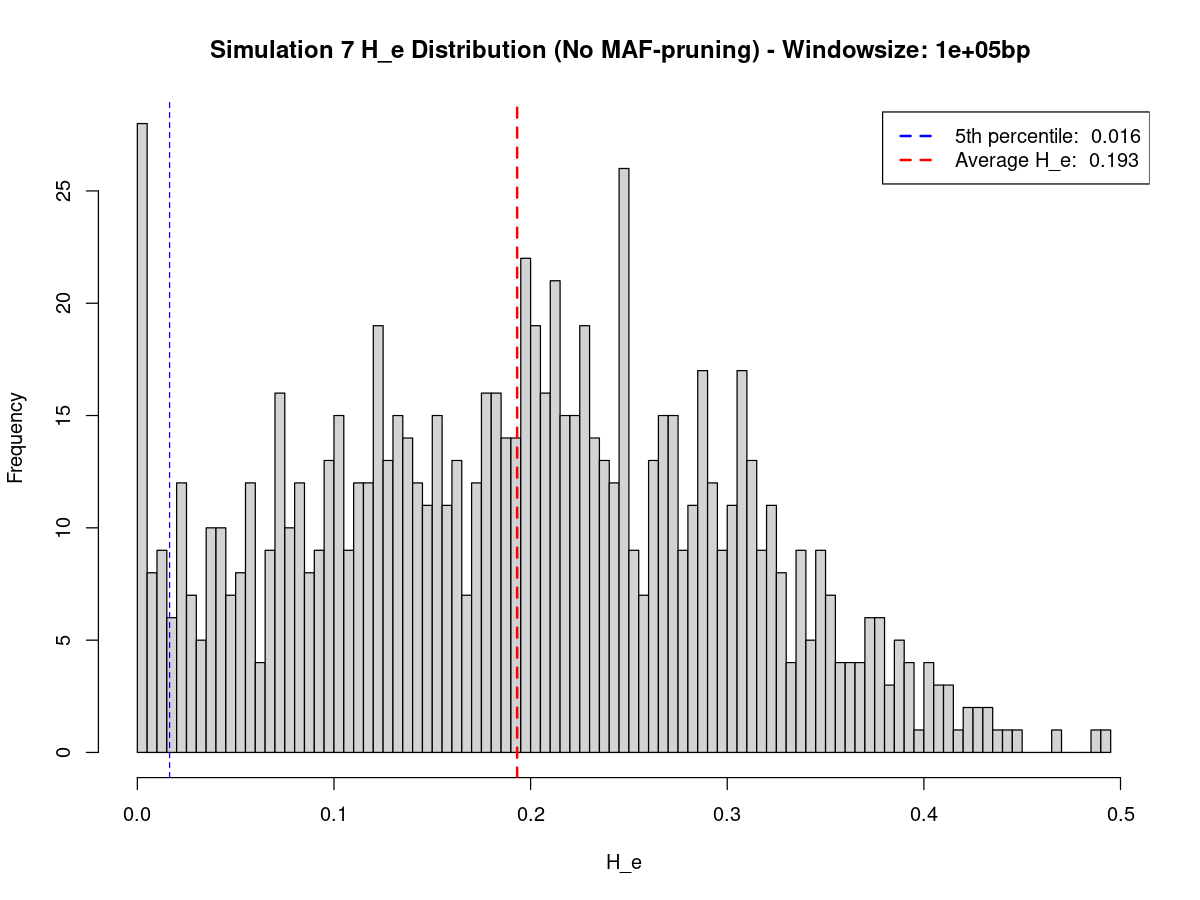 Simulation 7 H_e Distribution (No MAF-pruning) - Windowsize: 1e+05bp
5th percentile: 0.016
Average H_e: 0.193
Frequency
25
20
15
10
5
0
0.0 0.1 0.2 0.3 0.4 0.5
H_e